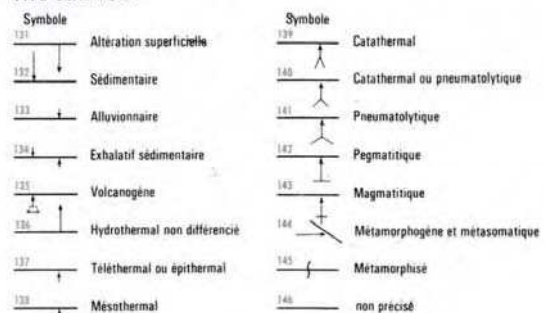 Symbole
131 Altération superficielle
132 Sédimentaire
133 Alluvionnaire
134 Exhalatif sédimentaire
135 Volcanogène
136 Hydrothermal non différencié
137 Téléthermal ou épithermal
138 Mésothermal
Symbole
139 Catathermal
140 Catathermal ou pneumatolytique
141 Pneumatolytique
142 Pegmatitique
143 Magmatitique
144 Métamorphogène et métasomatique
145 Métamorphisé
146 non précisé